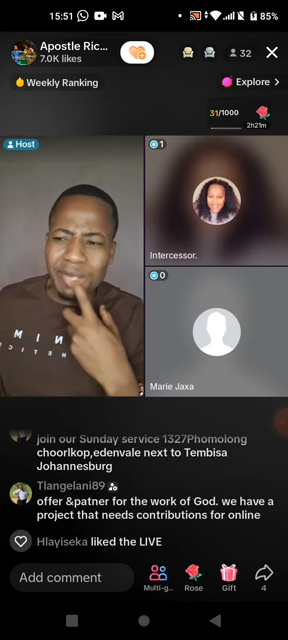 15:51
85%
Apostle Ric...
7.0K likes
32
Weekly Ranking
Explore >
31/1000
2h21m
Host
1
Intercessor.
0
Marie Jaxa
join our Sunday service 1327Phomolong
choorlkop,edenvale next to Tembisa
Johannesburg
Tlangelani89
offer &patner for the work of God. we have a
project that needs contributions for online
Hlayiseka liked the LIVE
Add comment
Multi-g...
Rose
Gift
4